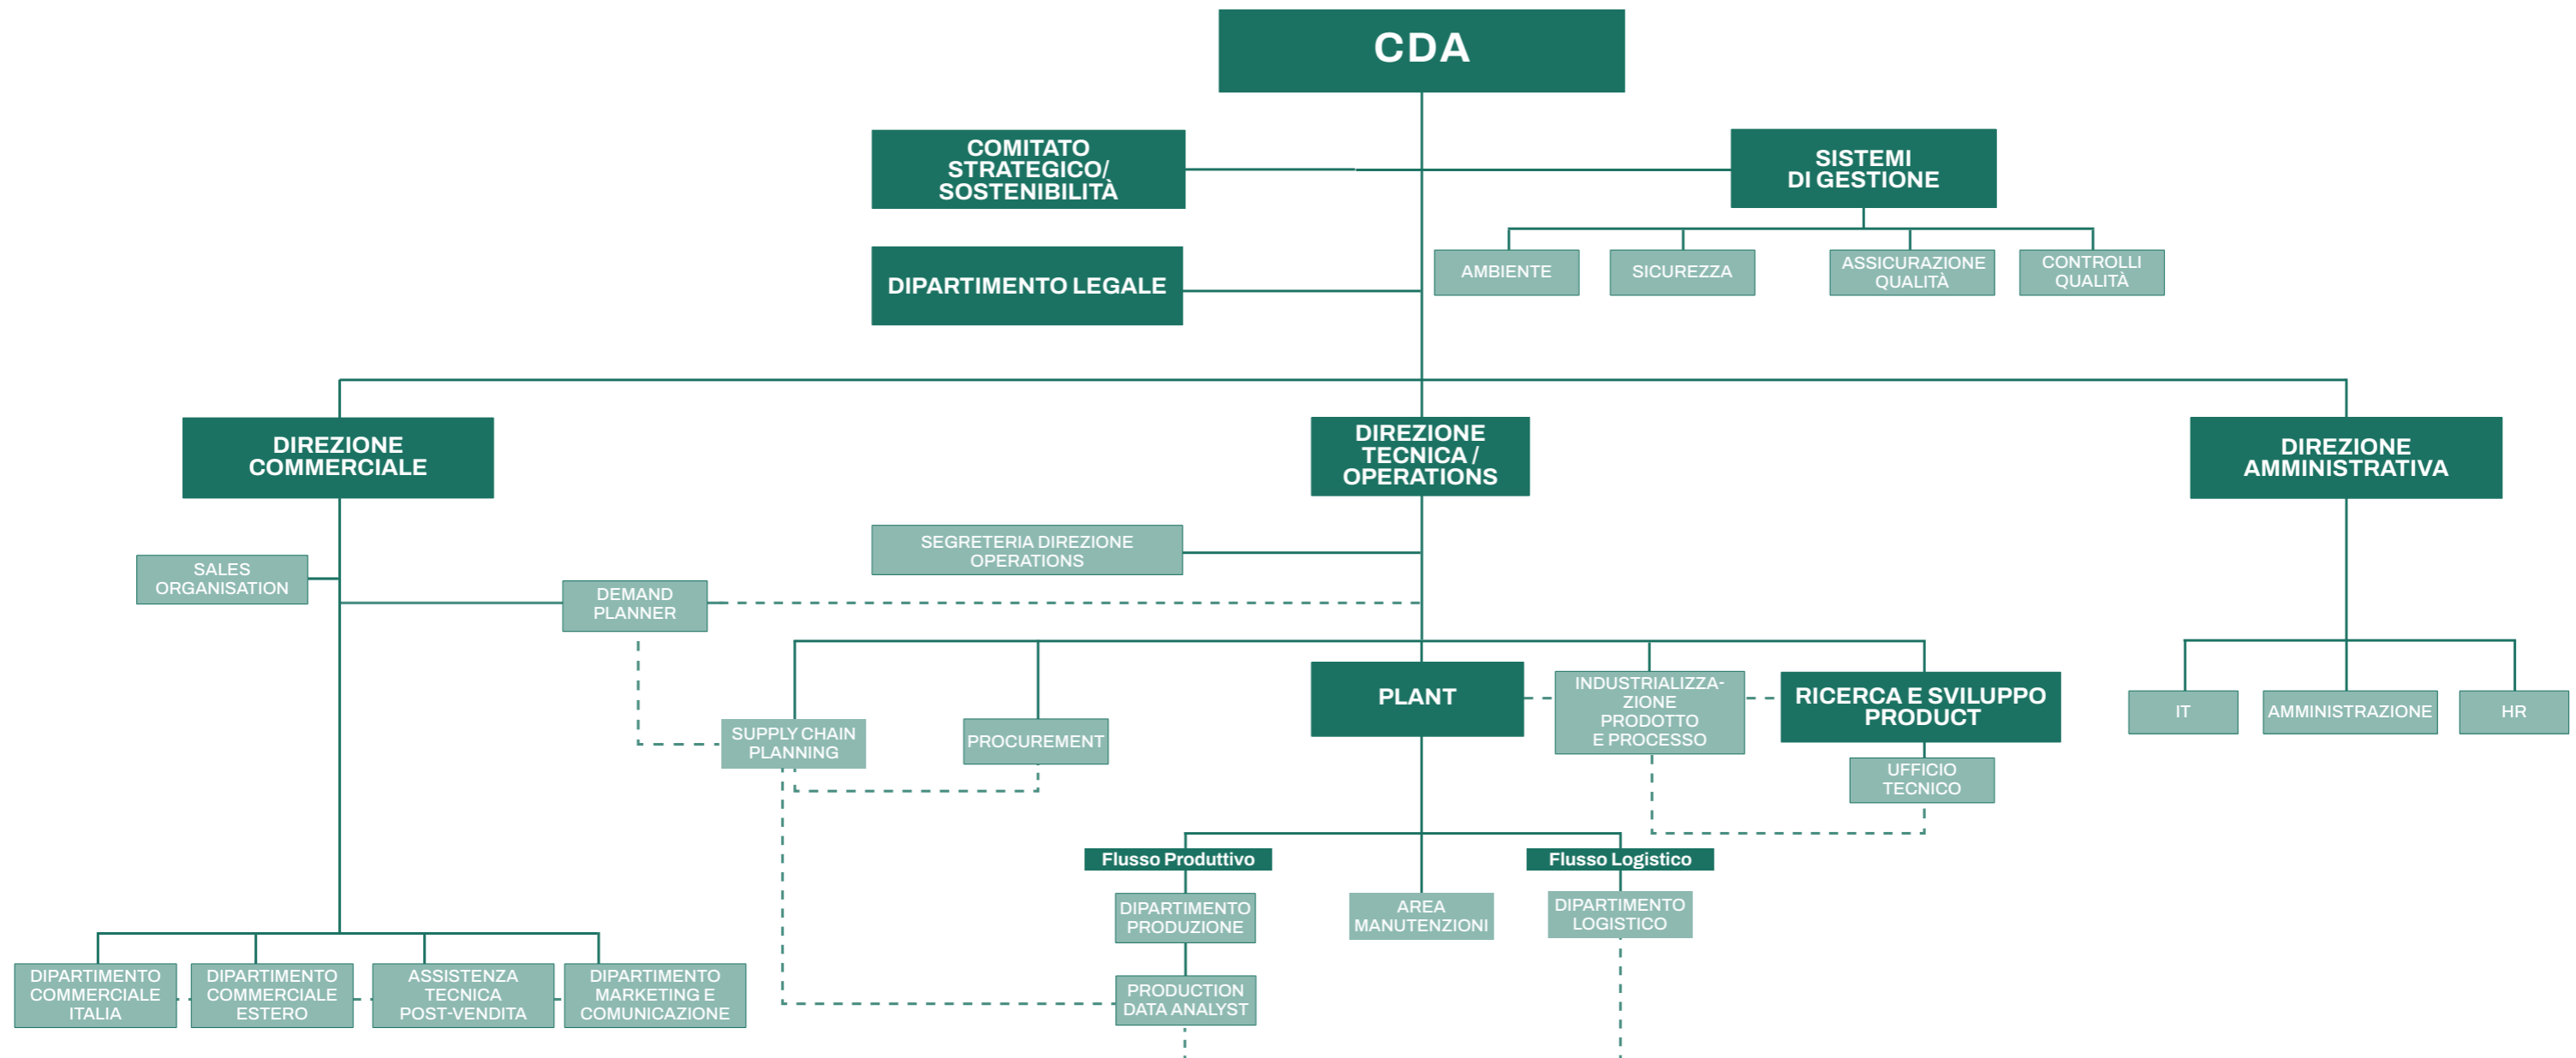 CDA
COMITATO
STRATEGICO/
SOSTENIBILITÀ
SISTEMI
DI GESTIONE
DIPARTIMENTO LEGALE
AMBIENTE
SICUREZZA
ASSICURAZIONE
QUALITÀ
CONTROLLI
QUALITÀ
DIREZIONE
COMMERCIALE
DIREZIONE
TECNICA /
OPERATIONS
DIREZIONE
AMMINISTRATIVA
SEGRETERIA DIREZIONE
OPERATIONS
SALES
ORGANISATION
DEMAND
PLANNER
SUPPLY CHAIN
PLANNING
PROCUREMENT
PLANT
INDUSTRIALIZZA-
ZIONE
PRODOTTO
E PROCESSO
RICERCA E SVILUPPO
PRODUCT
UFFICIO
TECNICO
IT
AMMINISTRAZIONE
HR
Flusso Produttivo
Flusso Logistico
DIPARTIMENTO
PRODUZIONE
AREA
MANUTENZIONI
DIPARTIMENTO
LOGISTICO
PRODUCTION
DATA ANALYST
DIPARTIMENTO
COMMERCIALE
ITALIA
DIPARTIMENTO
COMMERCIALE
ESTERO
ASSISTENZA
TECNICA
POST-VENDITA
DIPARTIMENTO
MARKETING E
COMUNICAZIONE